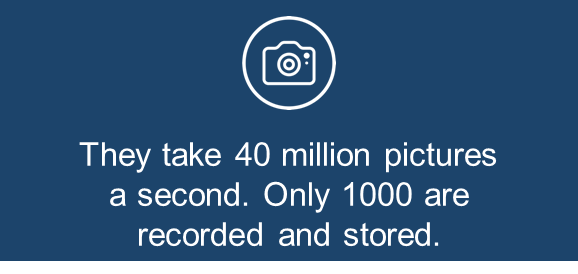 They take 40 million pictures
a second. Only 1000 are
recorded and stored.